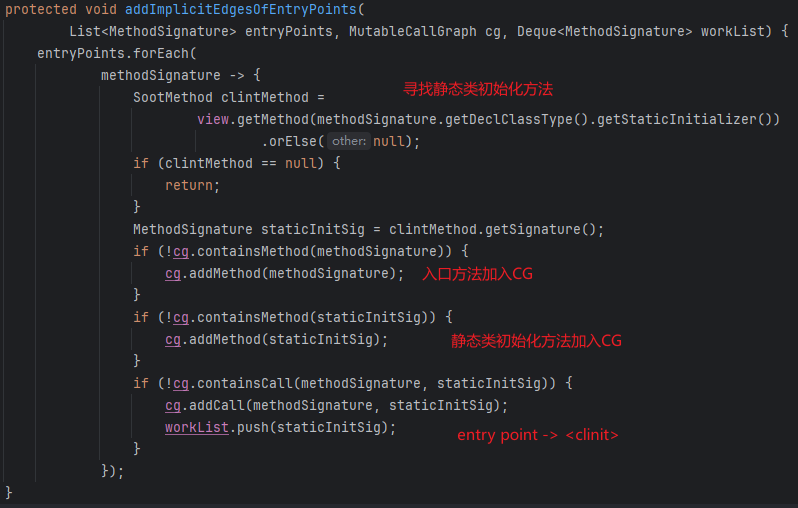 protected void addImplicitEdgesOfEntryPoints(
List<MethodSignature> entryPoints, MutableCallGraph cg, Deque<MethodSignature> workList) {
entryPoints.forEach(
methodSignature -> {
SootMethod clintMethod =
寻找静态类初始化方法
view.getMethod(methodSignature.getDeclClassType().getStaticInitializer())
.orElse( other: null);
if (clintMethod == null) {
return;
}
MethodSignature staticInitSig = clintMethod.getSignature();
if (!cg.containsMethod(methodSignature)) {
cg.addMethod(methodSignature); 入口方法加入CG
}
if (!cg.containsMethod(staticInitSig)) {
cg.addMethod(staticInitSig); 静态类初始化方法加入CG
}
if (!cg.containsCall(methodSignature, staticInitSig)) {
cg.addCall(methodSignature, staticInitSig);
workList.push(staticInitSig); entry point -> <clinit>
}
});
}